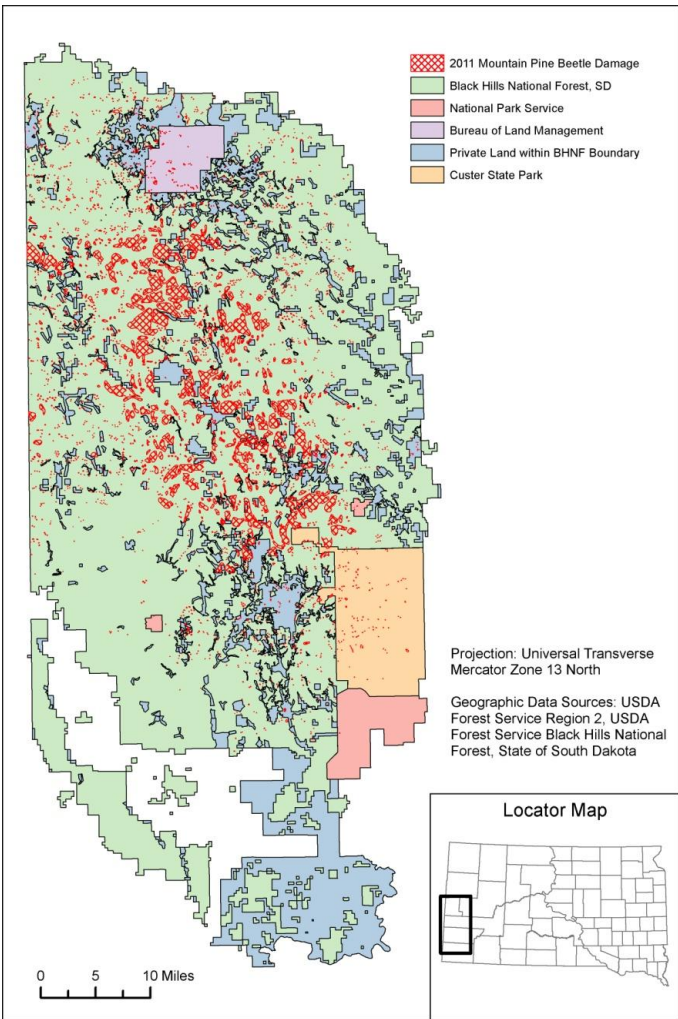 2011 Mountain Pine Beetle Damage
Black Hills National Forest, SD
National Park Service
Bureau of Land Management
Private Land within BHNF Boundary
Custer State Park
Projection: Universal Transverse
Mercator Zone 13 North
Geographic Data Sources: USDA
Forest Service Region 2, USDA
Forest Service Black Hills National
Forest, State of South Dakota
Locator Map
0 5 10 Miles